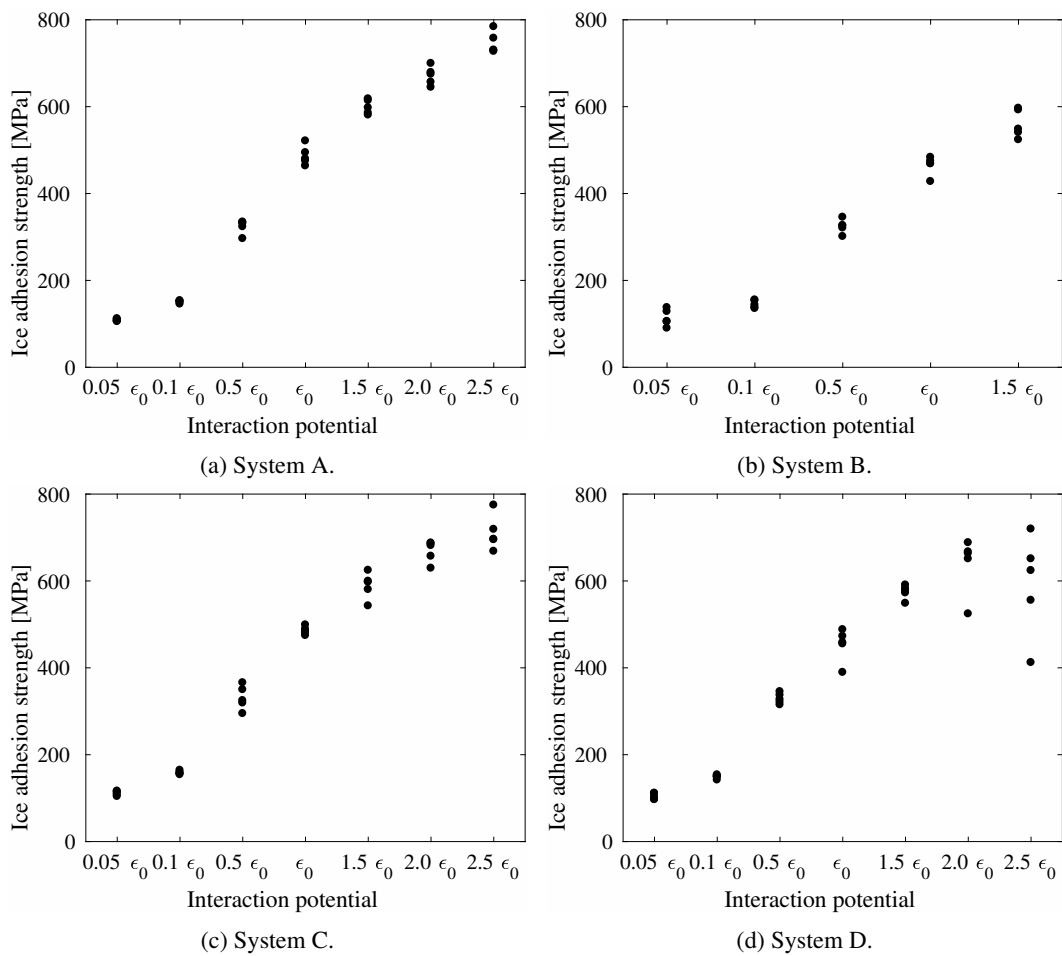 800
600
400
200
0
Ice adhesion strength [MPa]
0.05 ϵ0 0.1 ϵ0 0.5 ϵ0 ϵ0 1.5 ϵ0 2.0 ϵ0 2.5 ϵ0
Interaction potential
(a) System A.
800
600
400
200
0
Ice adhesion strength [MPa]
0.05 ϵ0 0.1 ϵ0 0.5 ϵ0 ϵ0 1.5 ϵ0
Interaction potential
(b) System B.
800
600
400
200
0
Ice adhesion strength [MPa]
0.05 ϵ0 0.1 ϵ0 0.5 ϵ0 ϵ0 1.5 ϵ0 2.0 ϵ0 2.5 ϵ0
Interaction potential
(c) System C.
800
600
400
200
0
Ice adhesion strength [MPa]
0.05 ϵ0 0.1 ϵ0 0.5 ϵ0 ϵ0 1.5 ϵ0 2.0 ϵ0 2.5 ϵ0
Interaction potential
(d) System D.